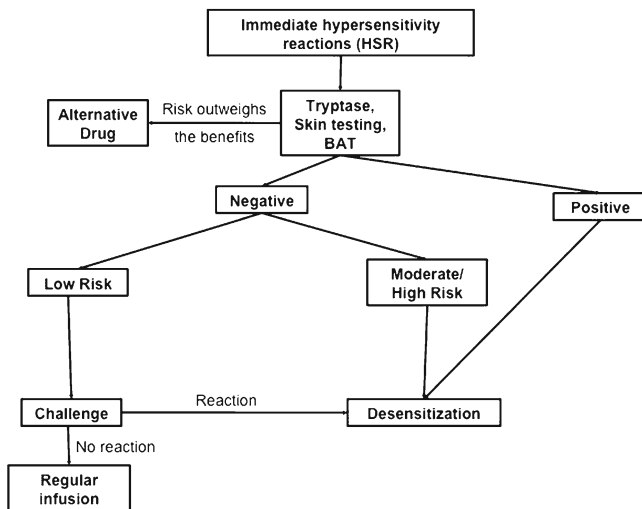 Immediate hypersensitivity
reactions (HSR)
Alternative
Drug
Risk outweighs
the benefits
Tryptase,
Skin testing,
BAT
Negative
Positive
Low Risk
Moderate/
High Risk
Challenge
Reaction
Desensitization
No reaction
Regular
infusion